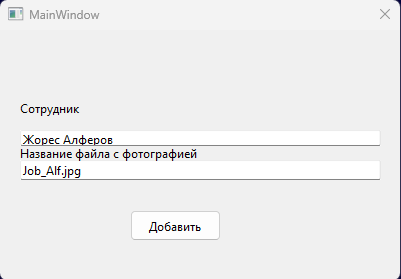 MainWindow
Сотрудник
Жорес Алферов
Название файла с фотографией
Job_Alf.jpg
Добавить